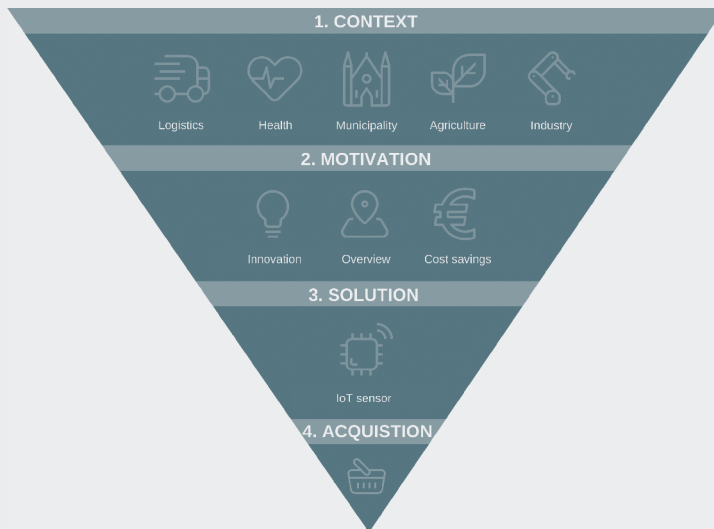 1. CONTEXT
Logistics Health Municipality Agriculture Industry
2. MOTIVATION
Innovation Overview Cost savings
3. SOLUTION
IoT sensor
4. ACQUISTION